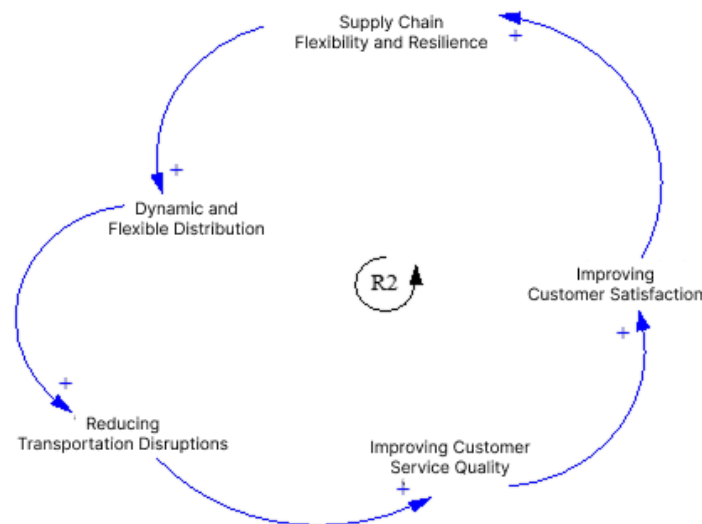 Supply Chain
Flexibility and Resilience
+
+
Dynamic and
Flexible Distribution
R2
Improving
Customer Satisfaction
+
+
Reducing
Transportation Disruptions
Improving Customer
Service Quality
+